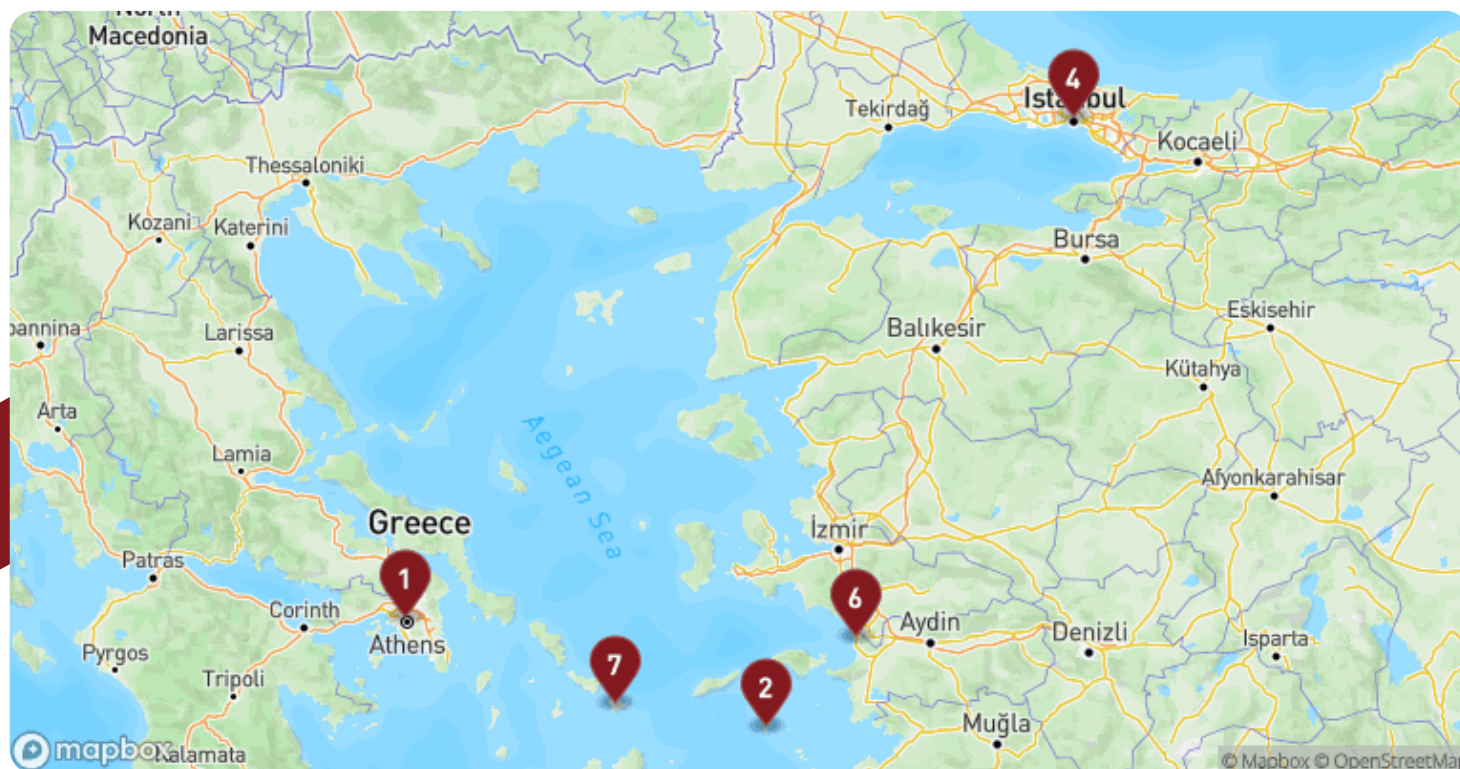 North
Macedonia
4
Istanbul
Tekirdağ
Kocaeli
Thessaloniki
Kozani
Katerini
Bursa
Eskisehir
oannina
Larissa
Balıkesir
Kütahya
Arta
Aegean Sea
Lamia
Afyonkarahisar
Greece
İzmir
Patras
1
6
Corinth
Athens
Aydin
Denizli
Isparta
Pyrgos
7
Tripoli
2
Muğla
mapbox
Kalamata
© Mapbox © OpenStreetMap